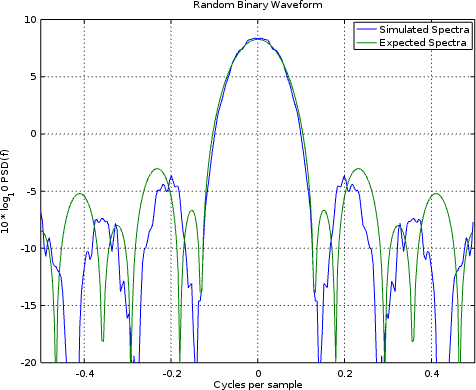 Random Binary Waveform
Simulated Spectra
Expected Spectra
10
5
0
-5
-10
-15
-20
10* log10 PSD(f)
-0.4
-0.2
0
0.2
0.4
Cycles per sample